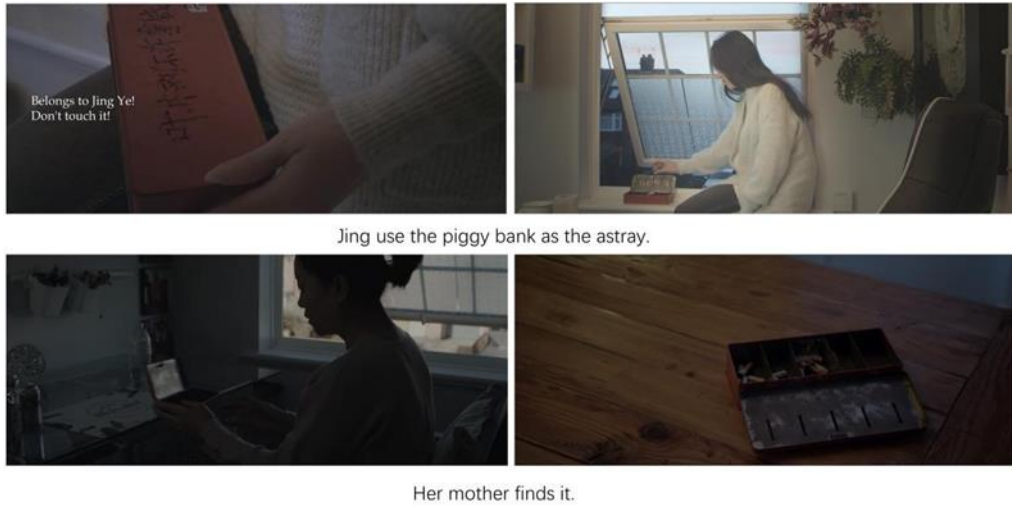 Belongs to Jing Ye!
Don't touch it!
Jing use the piggy bank as the astray.
Her mother finds it.